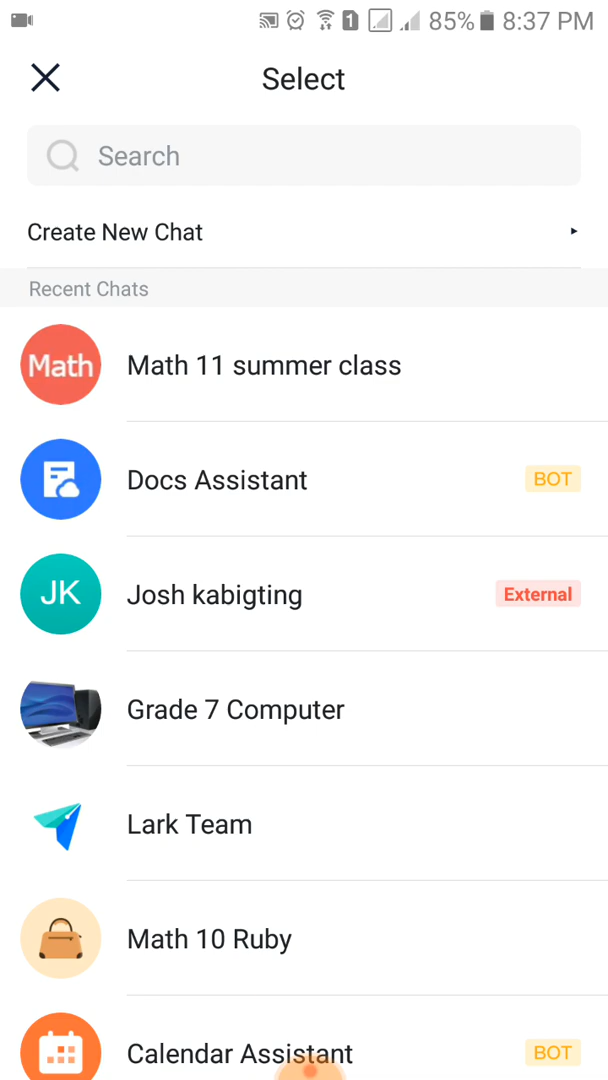 1 85% 8:37 PM
Select
Search
Create New Chat
Recent Chats
Math
Math 11 summer class
Docs Assistant BOT
JK
Josh kabigting External
Grade 7 Computer
Lark Team
Math 10 Ruby
Calendar Assistant BOT